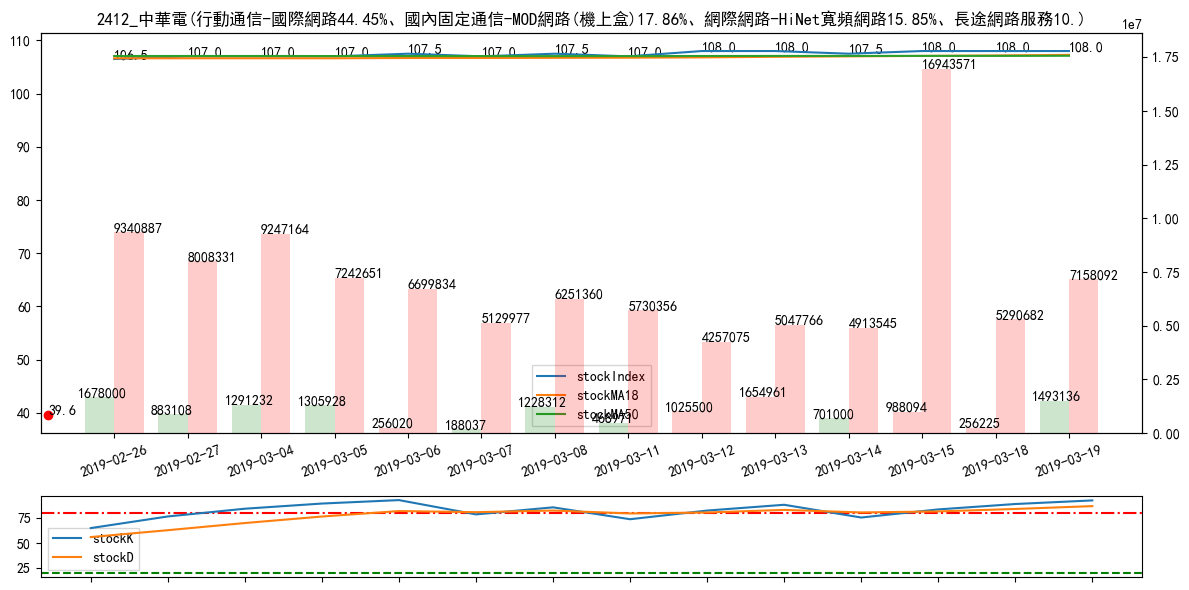 2412_中華電(行動通信-國際網路44.45%、國內固定通信-MOD網路(機上盒)17.86%、網際網路-HiNet寬頻網路15.85%、長途網路服務10.)
1e7
110
100
90
80
70
60
50
40
1.75
1.50
1.25
1.00
0.75
0.50
0.25
0.00
106.5 107.0 107.0 107.0 107.5 107.0 107.5 107.0 108.0 108.0 107.5 108.0 108.0 108.0
9340887 8008331 9247164 7242651 6699834 5129977 6251360 5730356 4257075 5047766 4913545 16943571 5290682 7158092
39.6
1678000 883108 1291232 1305928 256020 188037 1228312 1025500 1654961 701000 988094 256225 1493136
stockIndex
stockMA18
stockMA50
2019-02-26 2019-02-27 2019-03-04 2019-03-05 2019-03-06 2019-03-07 2019-03-08 2019-03-11 2019-03-12 2019-03-13 2019-03-14 2019-03-15 2019-03-18 2019-03-19
75
50
25
stockK
stockD